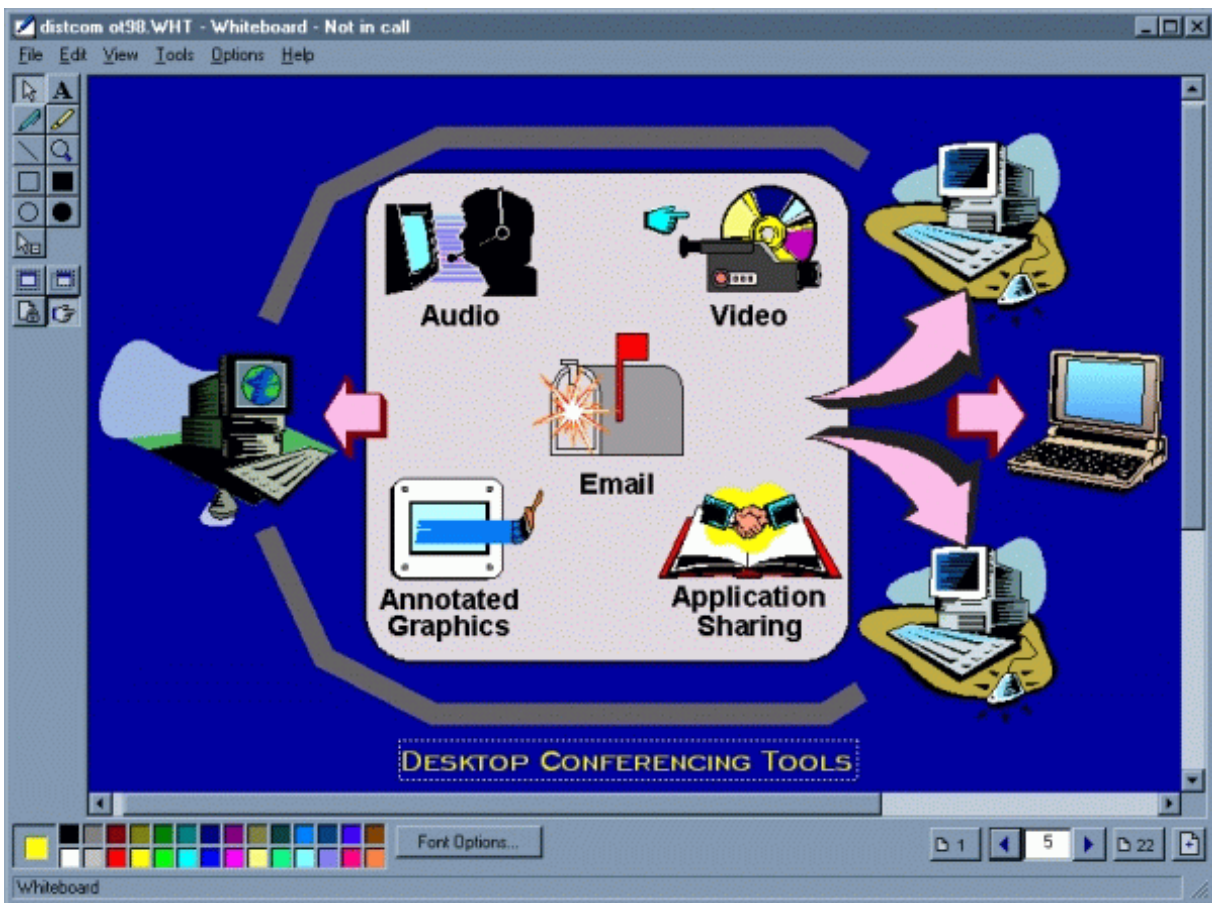 distcom ot98.WHT - Whiteboard - Not in call
File Edit View Tools Options Help
A
Audio
Video
Email
Annotated
Graphics
Application
Sharing
DESKTOP CONFERENCING TOOLS
Font Options...
1
5
22
Whiteboard